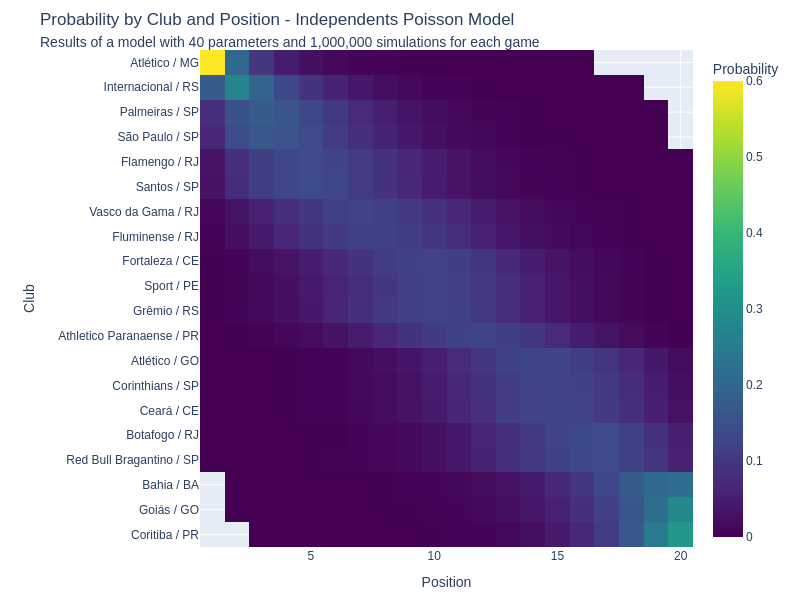 Probability by Club and Position - Independents Poisson Model
Results of a model with 40 parameters and 1,000,000 simulations for each game
Probability
Atlético / MG
Internacional / RS
Palmeiras / SP
São Paulo / SP
Flamengo / RJ
Santos / SP
Vasco da Gama / RJ
Fluminense / RJ
Fortaleza / CE
Sport / PE
Grêmio / RS
Athletico Paranaense / PR
Atlético / GO
Corinthians / SP
Ceará / CE
Botafogo / RJ
Red Bull Bragantino / SP
Bahia / BA
Goiás / GO
Coritiba / PR
Club
5 10 15 20
Position
0.6
0.5
0.4
0.3
0.2
0.1
0